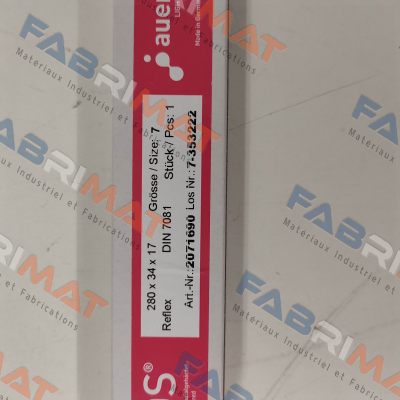 280 x 34 x 17 Grösse / Size: 7
Reflex DIN 7081 Stück / Pcs: 1
Art.-Nr.:2071690 Los Nr.:7-353222
auer
Made in Germany
S®
FABRIMAT
Materiaux Industriel et Fabrications